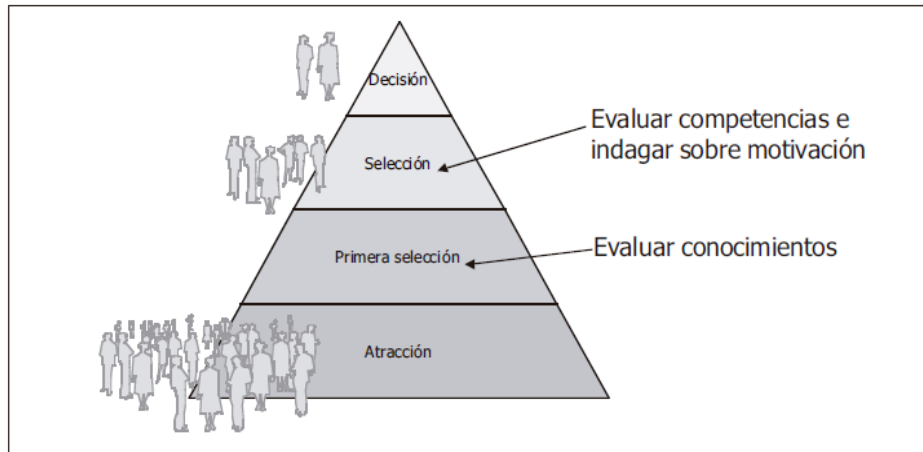 Decisión
Evaluar competencias e
indagar sobre motivación
Selección
Evaluar conocimientos
Primera selección
Atracción